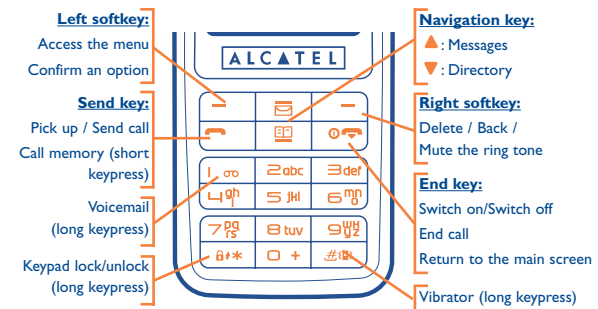 Left softkey:
Access the menu
Confirm an option
Send key:
Pick up / Send call
Call memory (short
keypress)
Voicemail
(long keypress)
Keypad lock/unlock
(long keypress)
ALCATEL
1
2abc
3def
4ghi
5jkl
6mno
7pqrs
8tuv
9wxyz
*
0 +
#
Navigation key:
▲ : Messages
▼ : Directory
Right softkey:
Delete / Back /
Mute the ring tone
End key:
Switch on/Switch off
End call
Return to the main screen
Vibrator (long keypress)